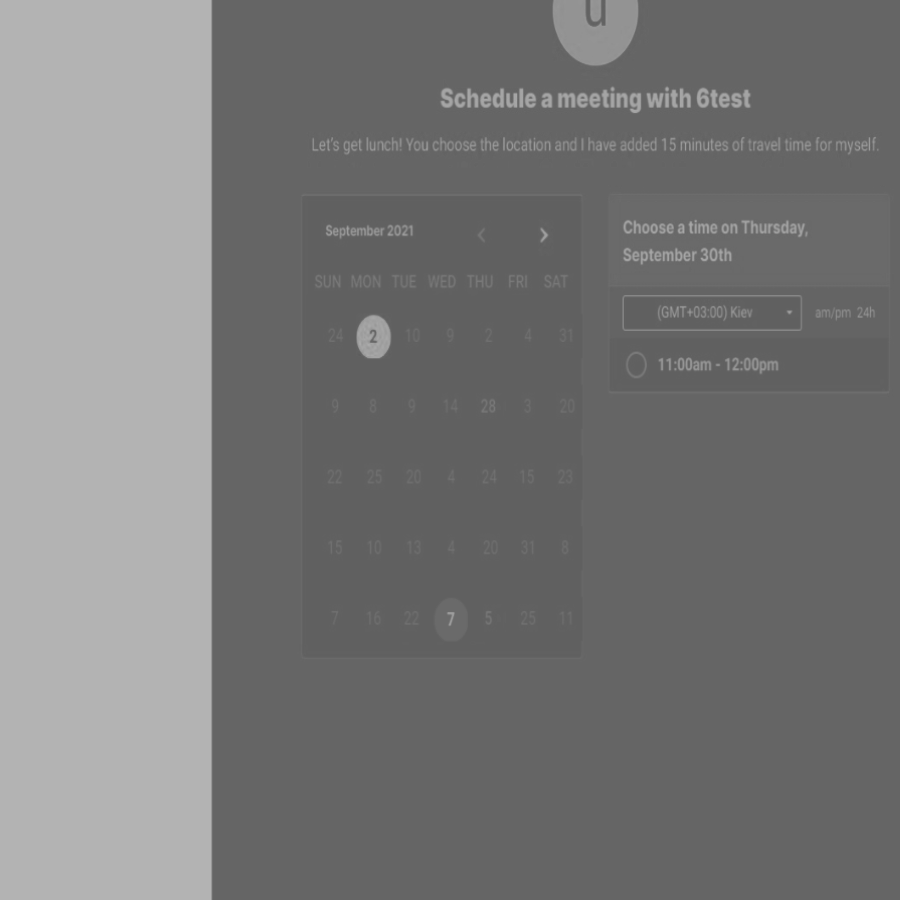 u
Schedule a meeting with 6test
Let's get lunch! You choose the location and I have added 15 minutes of travel time for myself.
September 2021
SUN MON TUE WED THU FRI SAT
24 2 10 9 2 4 31
9 8 9 14 28 3 20
22 25 20 4 24 15 23
15 10 13 4 20 31 8
7 16 22 7 5 25 11
Choose a time on Thursday,
September 30th
(GMT+03:00) Kiev am/pm 24h
11:00am - 12:00pm